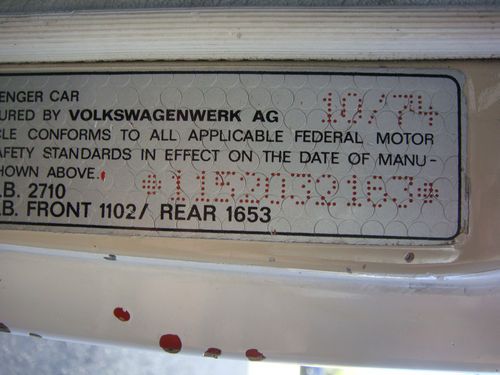 ENGER CAR 10/74
URED BY VOLKSWAGENWERK AG
CLE CONFORMS TO ALL APPLICABLE FEDERAL MOTOR
AFETY STANDARDS IN EFFECT ON THE DATE OF MANU-
HOWN ABOVE. *1152032183*
.B. 2710
.B. FRONT 1102/ REAR 1653